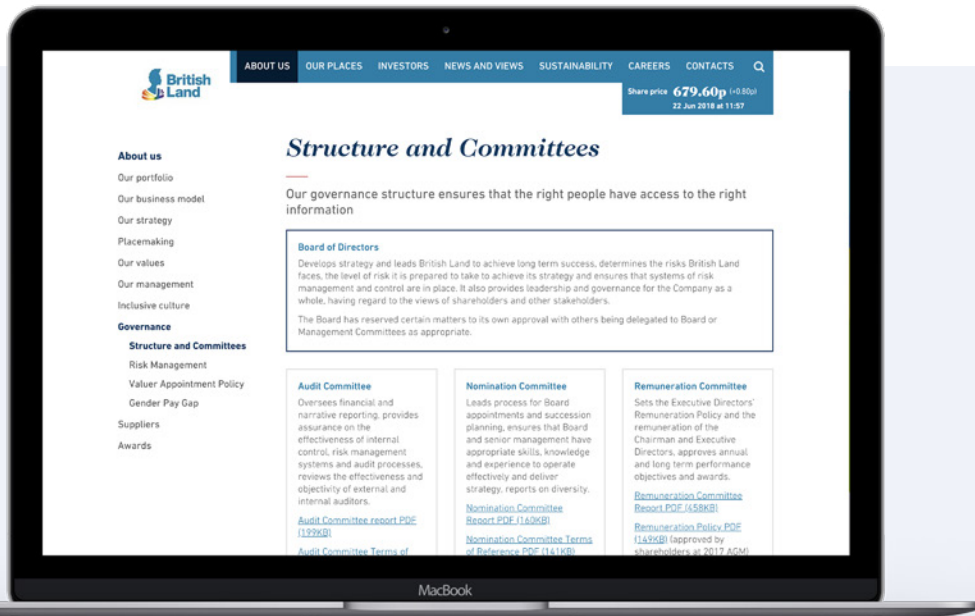 ABOUT US OUR PLACES INVESTORS NEWS AND VIEWS SUSTAINABILITY CAREERS CONTACTS
British
Land
Share price 679.60p (+0.80p)
22 Jun 2018 at 11:57
About us
Our portfolio
Our business model
Our strategy
Placemaking
Our values
Our management
Inclusive culture
Governance
Structure and Committees
Risk Management
Valuer Appointment Policy
Gender Pay Gap
Suppliers
Awards
Structure and Committees
Our governance structure ensures that the right people have access to the right
information
Board of Directors
Develops strategy and leads British Land to achieve long term success, determines the risks British Land
faces, the level of risk it is prepared to take to achieve its strategy and ensures that systems of risk
management and control are in place. It also provides leadership and governance for the Company as a
whole, having regard to the views of shareholders and other stakeholders.
The Board has reserved certain matters to its own approval with others being delegated to Board or
Management Committees as appropriate.
Audit Committee
Oversees financial and
narrative reporting, provides
assurance on the
effectiveness of internal
control, risk management
systems and audit processes,
reviews the effectiveness and
objectivity of external and
internal auditors.
Audit Committee report PDF
(199KB)
Audit Committee Terms of
Nomination Committee
Leads process for Board
appointments and succession
planning, ensures that Board
and senior management have
appropriate skills, knowledge
and experience to operate
effectively and deliver
strategy, reports on diversity.
Nomination Committee
Report PDF (160KB)
Nomination Committee Terms
of Reference PDF (141KB)
Remuneration Committee
Sets the Executive Directors'
Remuneration Policy and the
remuneration of the
Chairman and Executive
Directors, approves annual
and long term performance
objectives and awards.
Remuneration Committee
Report PDF (458KB)
Remuneration Policy PDF
(149KB) (approved by
shareholders at 2017 AGM)
MacBook